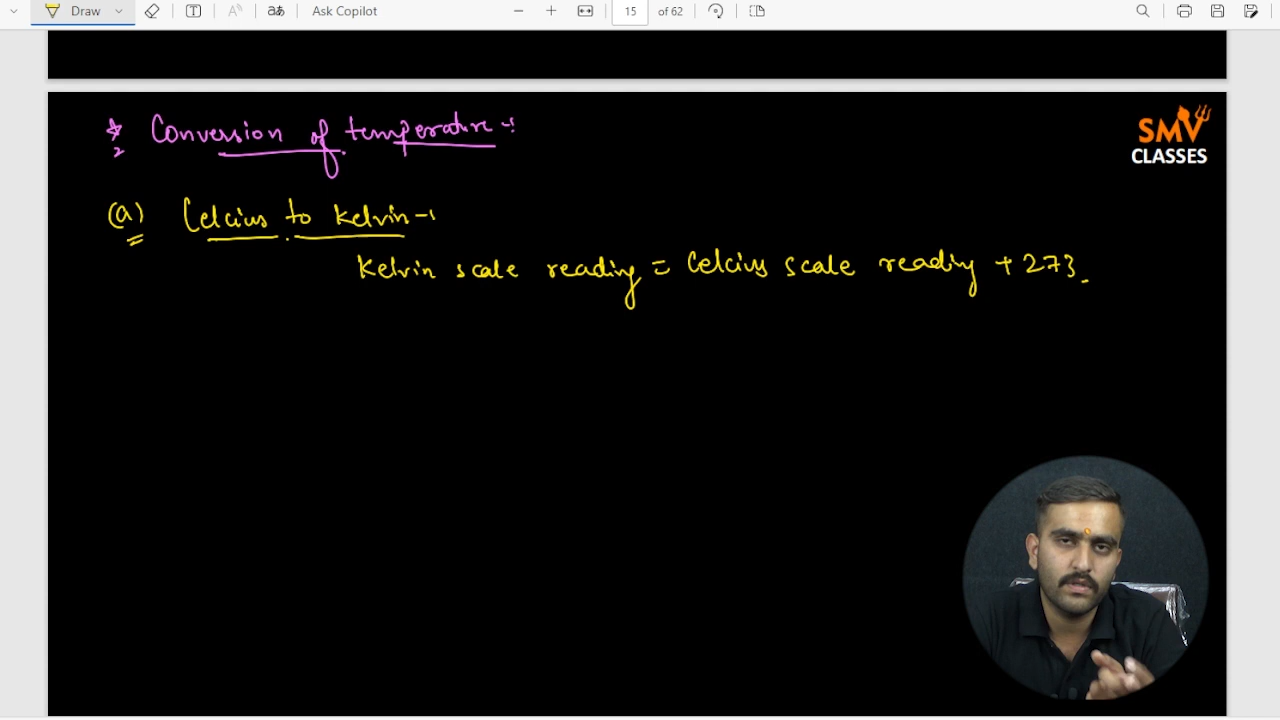 Draw
Ask Copilot
15 of 62
Conversion of temperature :-
SMV
CLASSES
(a) Celcius to kelvin -
Kelvin scale reading = Celcius scale reading + 273.